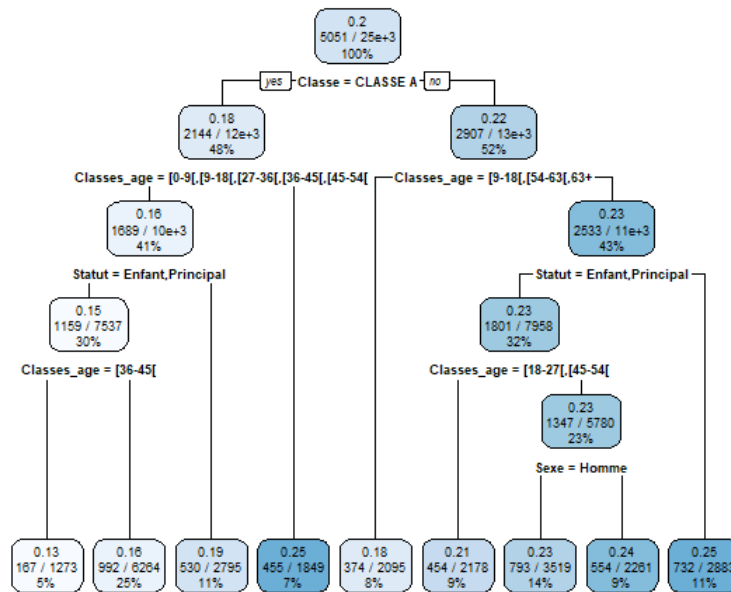 0.2
5051 / 25e+3
100%
yes Classe = CLASSE A no
0.18
2144 / 12e+3
48%
0.22
2907 / 13e+3
52%
Classes_age = [0-9[,[9-18[,[27-36[,[36-45[,[45-54[
Classes_age = [9-18[,[54-63[,63+
0.16
1689 / 10e+3
41%
0.23
2533 / 11e+3
43%
Statut = Enfant,Principal
Statut = Enfant,Principal
0.15
1159 / 7537
30%
0.23
1801 / 7958
32%
Classes_age = [36-45[
Classes_age = [18-27[,[45-54[
0.23
1347 / 5780
23%
Sexe = Homme
0.13
167 / 1273
5%
0.16
992 / 6264
25%
0.19
530 / 2795
11%
0.25
455 / 1849
7%
0.18
374 / 2095
8%
0.21
454 / 2178
9%
0.23
793 / 3519
14%
0.24
554 / 2261
9%
0.25
732 / 2883
11%